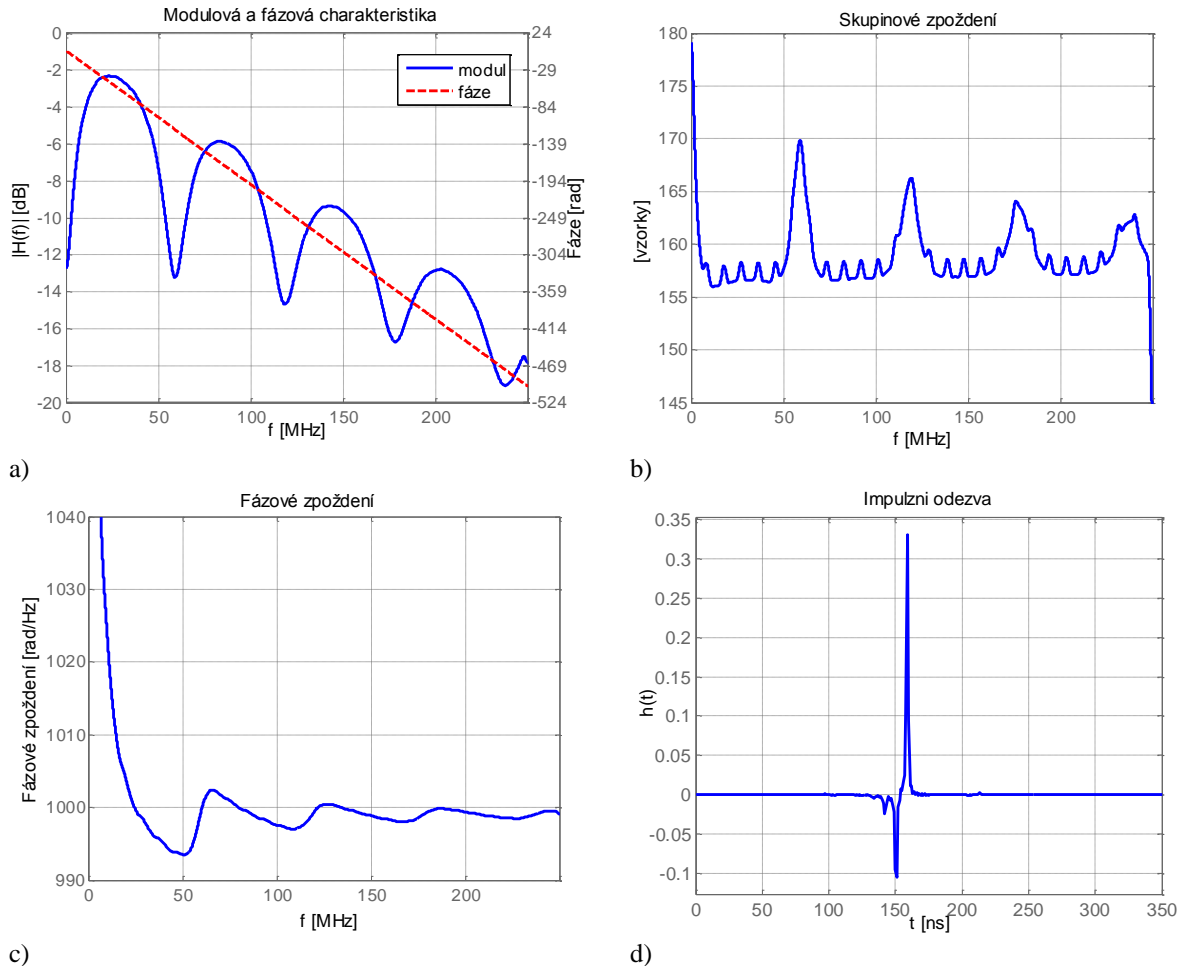 Modulová a fázová charakteristika
0
-2
-4
-6
-8
-10
-12
-14
-16
-18
-20
|H(f)| [dB]
24
-29
-84
-139
-194
-249
-304
-359
-414
-469
-524
Fáze [rad]
modul
fáze
0 50 100 150 200
f [MHz]
a)
Skupinové zpoždení
180
175
170
165
160
155
150
145
[vzorky]
0 50 100 150 200
f [MHz]
b)
Fázové zpoždení
1040
1030
1020
1010
1000
990
Fázové zpoždení [rad/Hz]
0 50 100 150 200
f [MHz]
c)
Impulzni odezva
0.35
0.3
0.25
0.2
0.15
0.1
0.05
0
-0.05
-0.1
h(t)
0 50 100 150 200 250 300 350
t [ns]
d)